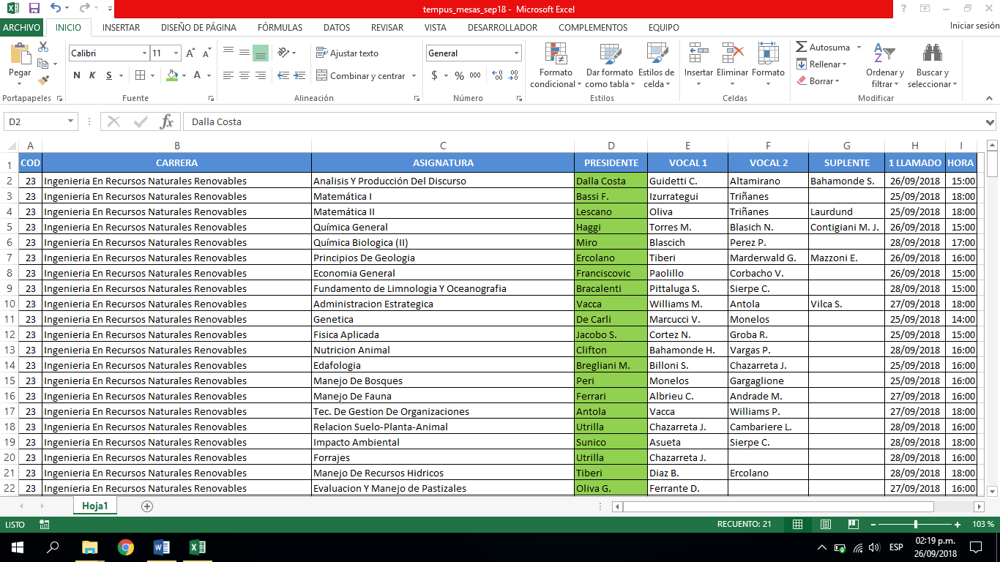 tempus_mesas_sep18 - Microsoft Excel
ARCHIVO INICIO INSERTAR DISEÑO DE PÁGINA FÓRMULAS DATOS REVISAR VISTA DESARROLLADOR COMPLEMENTOS EQUIPO Iniciar sesión
Pegar
Portapapeles
Calibri 11
N K S
Fuente
Ajustar texto
Combinar y centrar
Alineación
General
$ % 000
Número
Formato condicional
Dar formato como tabla
Estilos de celda
Estilos
Insertar Eliminar Formato
Celdas
Autosuma
Rellenar
Borrar
Ordenar y filtrar
Buscar y seleccionar
Modificar
D2 fx Dalla Costa
A B C D E F G H I
1 COD CARRERA ASIGNATURA PRESIDENTE VOCAL 1 VOCAL 2 SUPLENTE 1 LLAMADO HORA
2 23 Ingenieria En Recursos Naturales Renovables Analisis Y Producción Del Discurso Dalla Costa Guidetti C. Altamirano Bahamonde S. 26/09/2018 15:00
3 23 Ingenieria En Recursos Naturales Renovables Matemática I Bassi F. Izurrategui Triñanes 25/09/2018 18:00
4 23 Ingenieria En Recursos Naturales Renovables Matemática II Lescano Oliva Triñanes Laurdund 25/09/2018 18:00
5 23 Ingenieria En Recursos Naturales Renovables Química General Haggi Torres M. Blasich N. Contigiani M. J. 26/09/2018 15:00
6 23 Ingenieria En Recursos Naturales Renovables Química Biologica (II) Miro Blascich Perez P. 28/09/2018 17:00
7 23 Ingenieria En Recursos Naturales Renovables Principios De Geologia Ercolano Tiberi Marderwald G. Mazzoni E. 26/09/2018 16:00
8 23 Ingenieria En Recursos Naturales Renovables Economia General Franciscovic Paolillo Corbacho V. 26/09/2018 15:00
9 23 Ingenieria En Recursos Naturales Renovables Fundamento de Limnologia Y Oceanografia Bracalenti Pittaluga S. Sierpe C. 28/09/2018 15:00
10 23 Ingenieria En Recursos Naturales Renovables Administracion Estrategica Vacca Williams M. Antola Vilca S. 27/09/2018 18:00
11 23 Ingenieria En Recursos Naturales Renovables Genetica De Carli Marcucci V. Monelos 25/09/2018 14:00
12 23 Ingenieria En Recursos Naturales Renovables Fisica Aplicada Jacobo S. Cortez N. Groba R. 25/09/2018 15:00
13 23 Ingenieria En Recursos Naturales Renovables Nutricion Animal Clifton Bahamonde H. Vargas P. 28/09/2018 16:00
14 23 Ingenieria En Recursos Naturales Renovables Edafologia Bregliani M. Billoni S. Chazarreta J. 25/09/2018 16:00
15 23 Ingenieria En Recursos Naturales Renovables Manejo De Bosques Peri Monelos Gargaglione 25/09/2018 16:00
16 23 Ingenieria En Recursos Naturales Renovables Manejo De Fauna Ferrari Albrieu C. Andrade M. 27/09/2018 16:00
17 23 Ingenieria En Recursos Naturales Renovables Tec. De Gestion De Organizaciones Antola Vacca Williams P. 27/09/2018 18:00
18 23 Ingenieria En Recursos Naturales Renovables Relacion Suelo-Planta-Animal Utrilla Chazarreta J. Cambariere L. 28/09/2018 16:00
19 23 Ingenieria En Recursos Naturales Renovables Impacto Ambiental Sunico Asueta Sierpe C. 28/09/2018 18:00
20 23 Ingenieria En Recursos Naturales Renovables Forrajes Utrilla Chazarreta J. 28/09/2018 16:00
21 23 Ingenieria En Recursos Naturales Renovables Manejo De Recursos Hidricos Tiberi Diaz B. Ercolano 28/09/2018 18:00
22 23 Ingenieria En Recursos Naturales Renovables Evaluacion Y Manejo de Pastizales Oliva G. Ferrante D. 27/09/2018 16:00
Hoja1
LISTO RECUENTO: 21 103 %
ESP 02:19 p.m.
26/09/2018